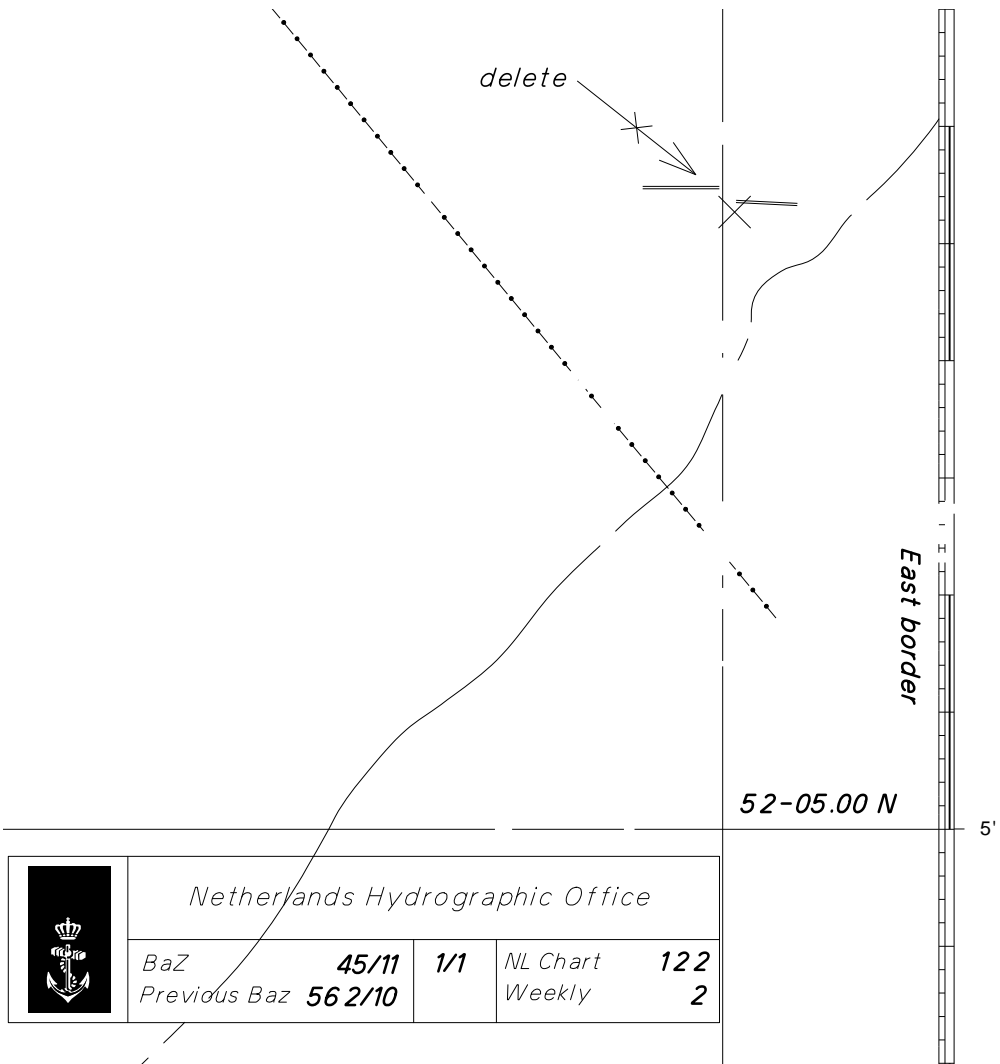 delete
East border
52-05.00 N
5'
Netherlands Hydrographic Office
BaZ 45/11 1/1 NL Chart 122
Previous Baz 562/10 Weekly 2